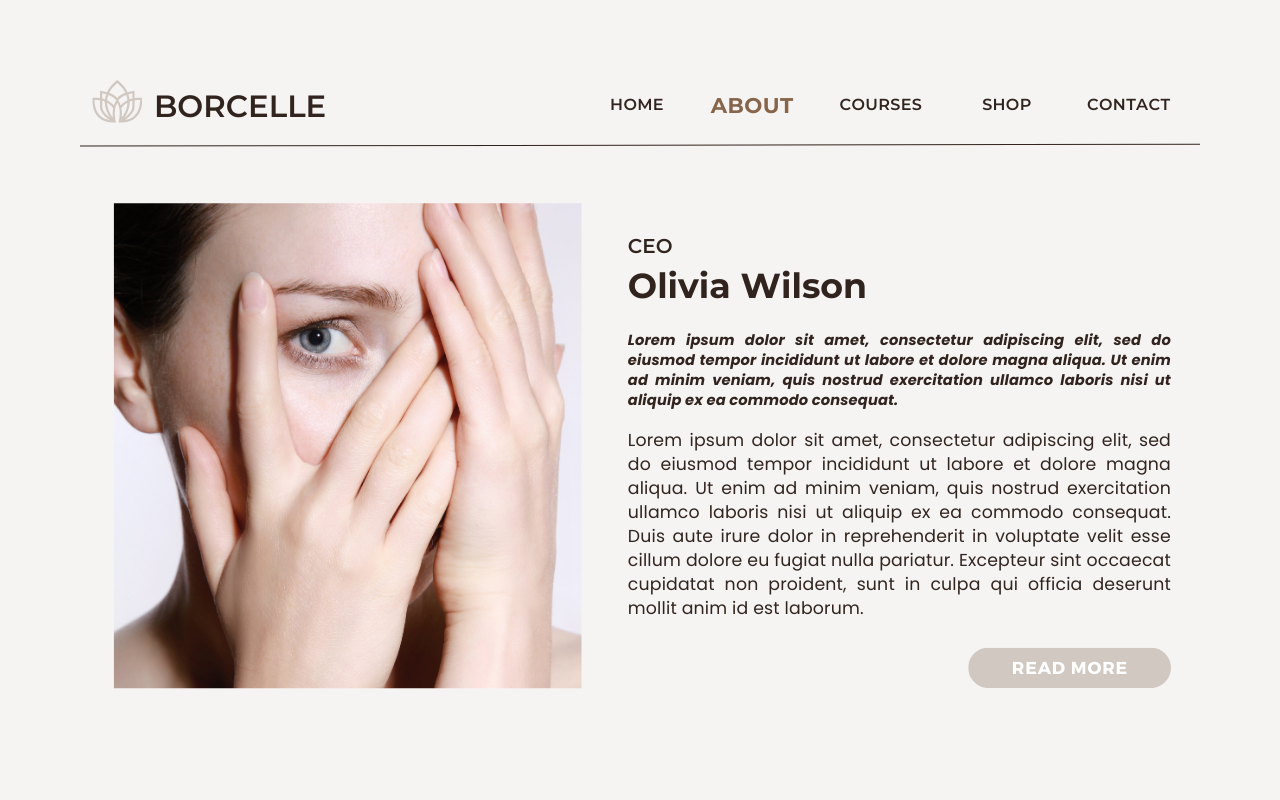 BORCELLE
HOME ABOUT COURSES SHOP CONTACT
CEO
Olivia Wilson
Lorem ipsum dolor sit amet, consectetur adipiscing elit, sed do
eiusmod tempor incididunt ut labore et dolore magna aliqua. Ut enim
ad minim veniam, quis nostrud exercitation ullamco laboris nisi ut
aliquip ex ea commodo consequat.
Lorem ipsum dolor sit amet, consectetur adipiscing elit, sed
do eiusmod tempor incididunt ut labore et dolore magna
aliqua. Ut enim ad minim veniam, quis nostrud exercitation
ullamco laboris nisi ut aliquip ex ea commodo consequat.
Duis aute irure dolor in reprehenderit in voluptate velit esse
cillum dolore eu fugiat nulla pariatur. Excepteur sint occaecat
cupidatat non proident, sunt in culpa qui officia deserunt
mollit anim id est laborum.
READ MORE